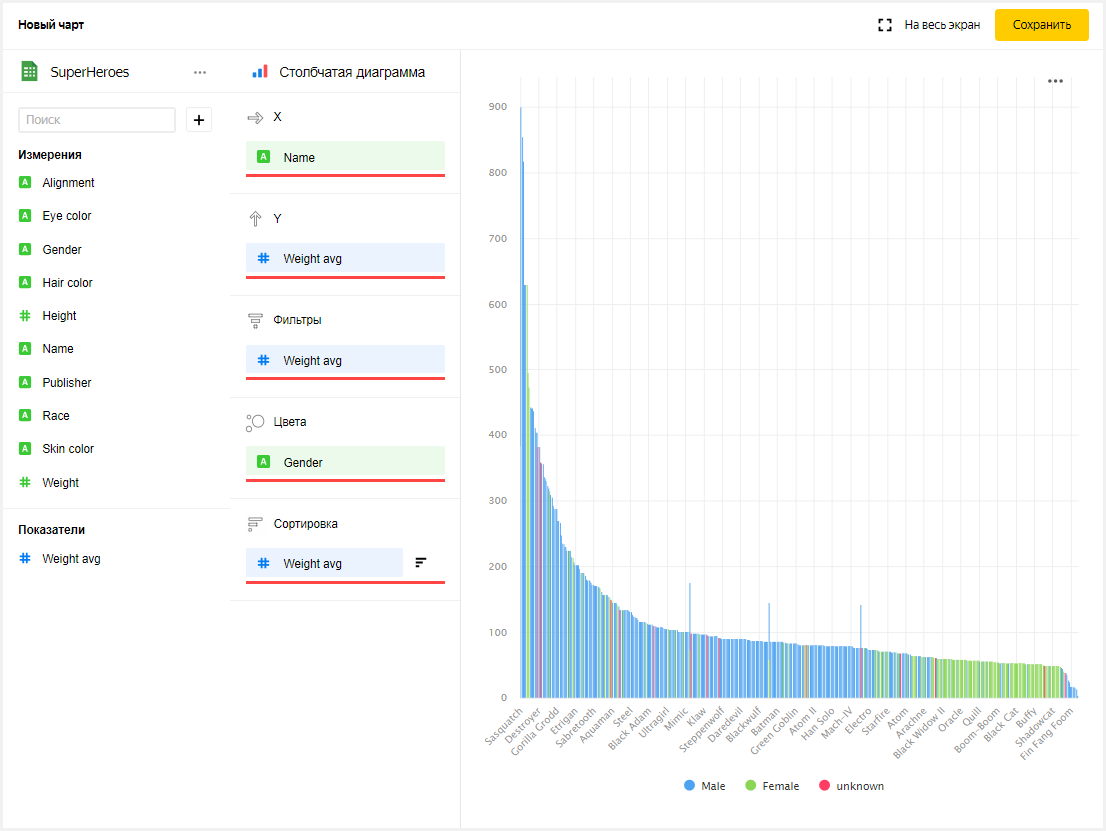 Новый чарт
На весь экран
Сохранить
SuperHeroes
Поиск
Измерения
A Alignment
A Eye color
A Gender
A Hair color
# Height
A Name
A Publisher
A Race
A Skin color
# Weight
Показатели
# Weight avg
Столбчатая диаграмма
X
A Name
Y
# Weight avg
Фильтры
# Weight avg
Цвета
A Gender
Сортировка
# Weight avg
900
800
700
600
500
400
300
200
100
0
Sasquatch
Destroyer
Gorilla Grodd
Etrigan
Sabretooth
Aquaman
Steel
Black Adam
Ultragirl
Mimic
Klaw
Steppenwolf
Daredevil
Blackwulf
Batman
Green Goblin
Atom II
Han Solo
Mach-IV
Electro
Starfire
Atom
Arachne
Black Widow II
Oracle
Quill
Boom-Boom
Black Cat
Buffy
Shadowcat
Fin Fang Foom
Male
Female
unknown